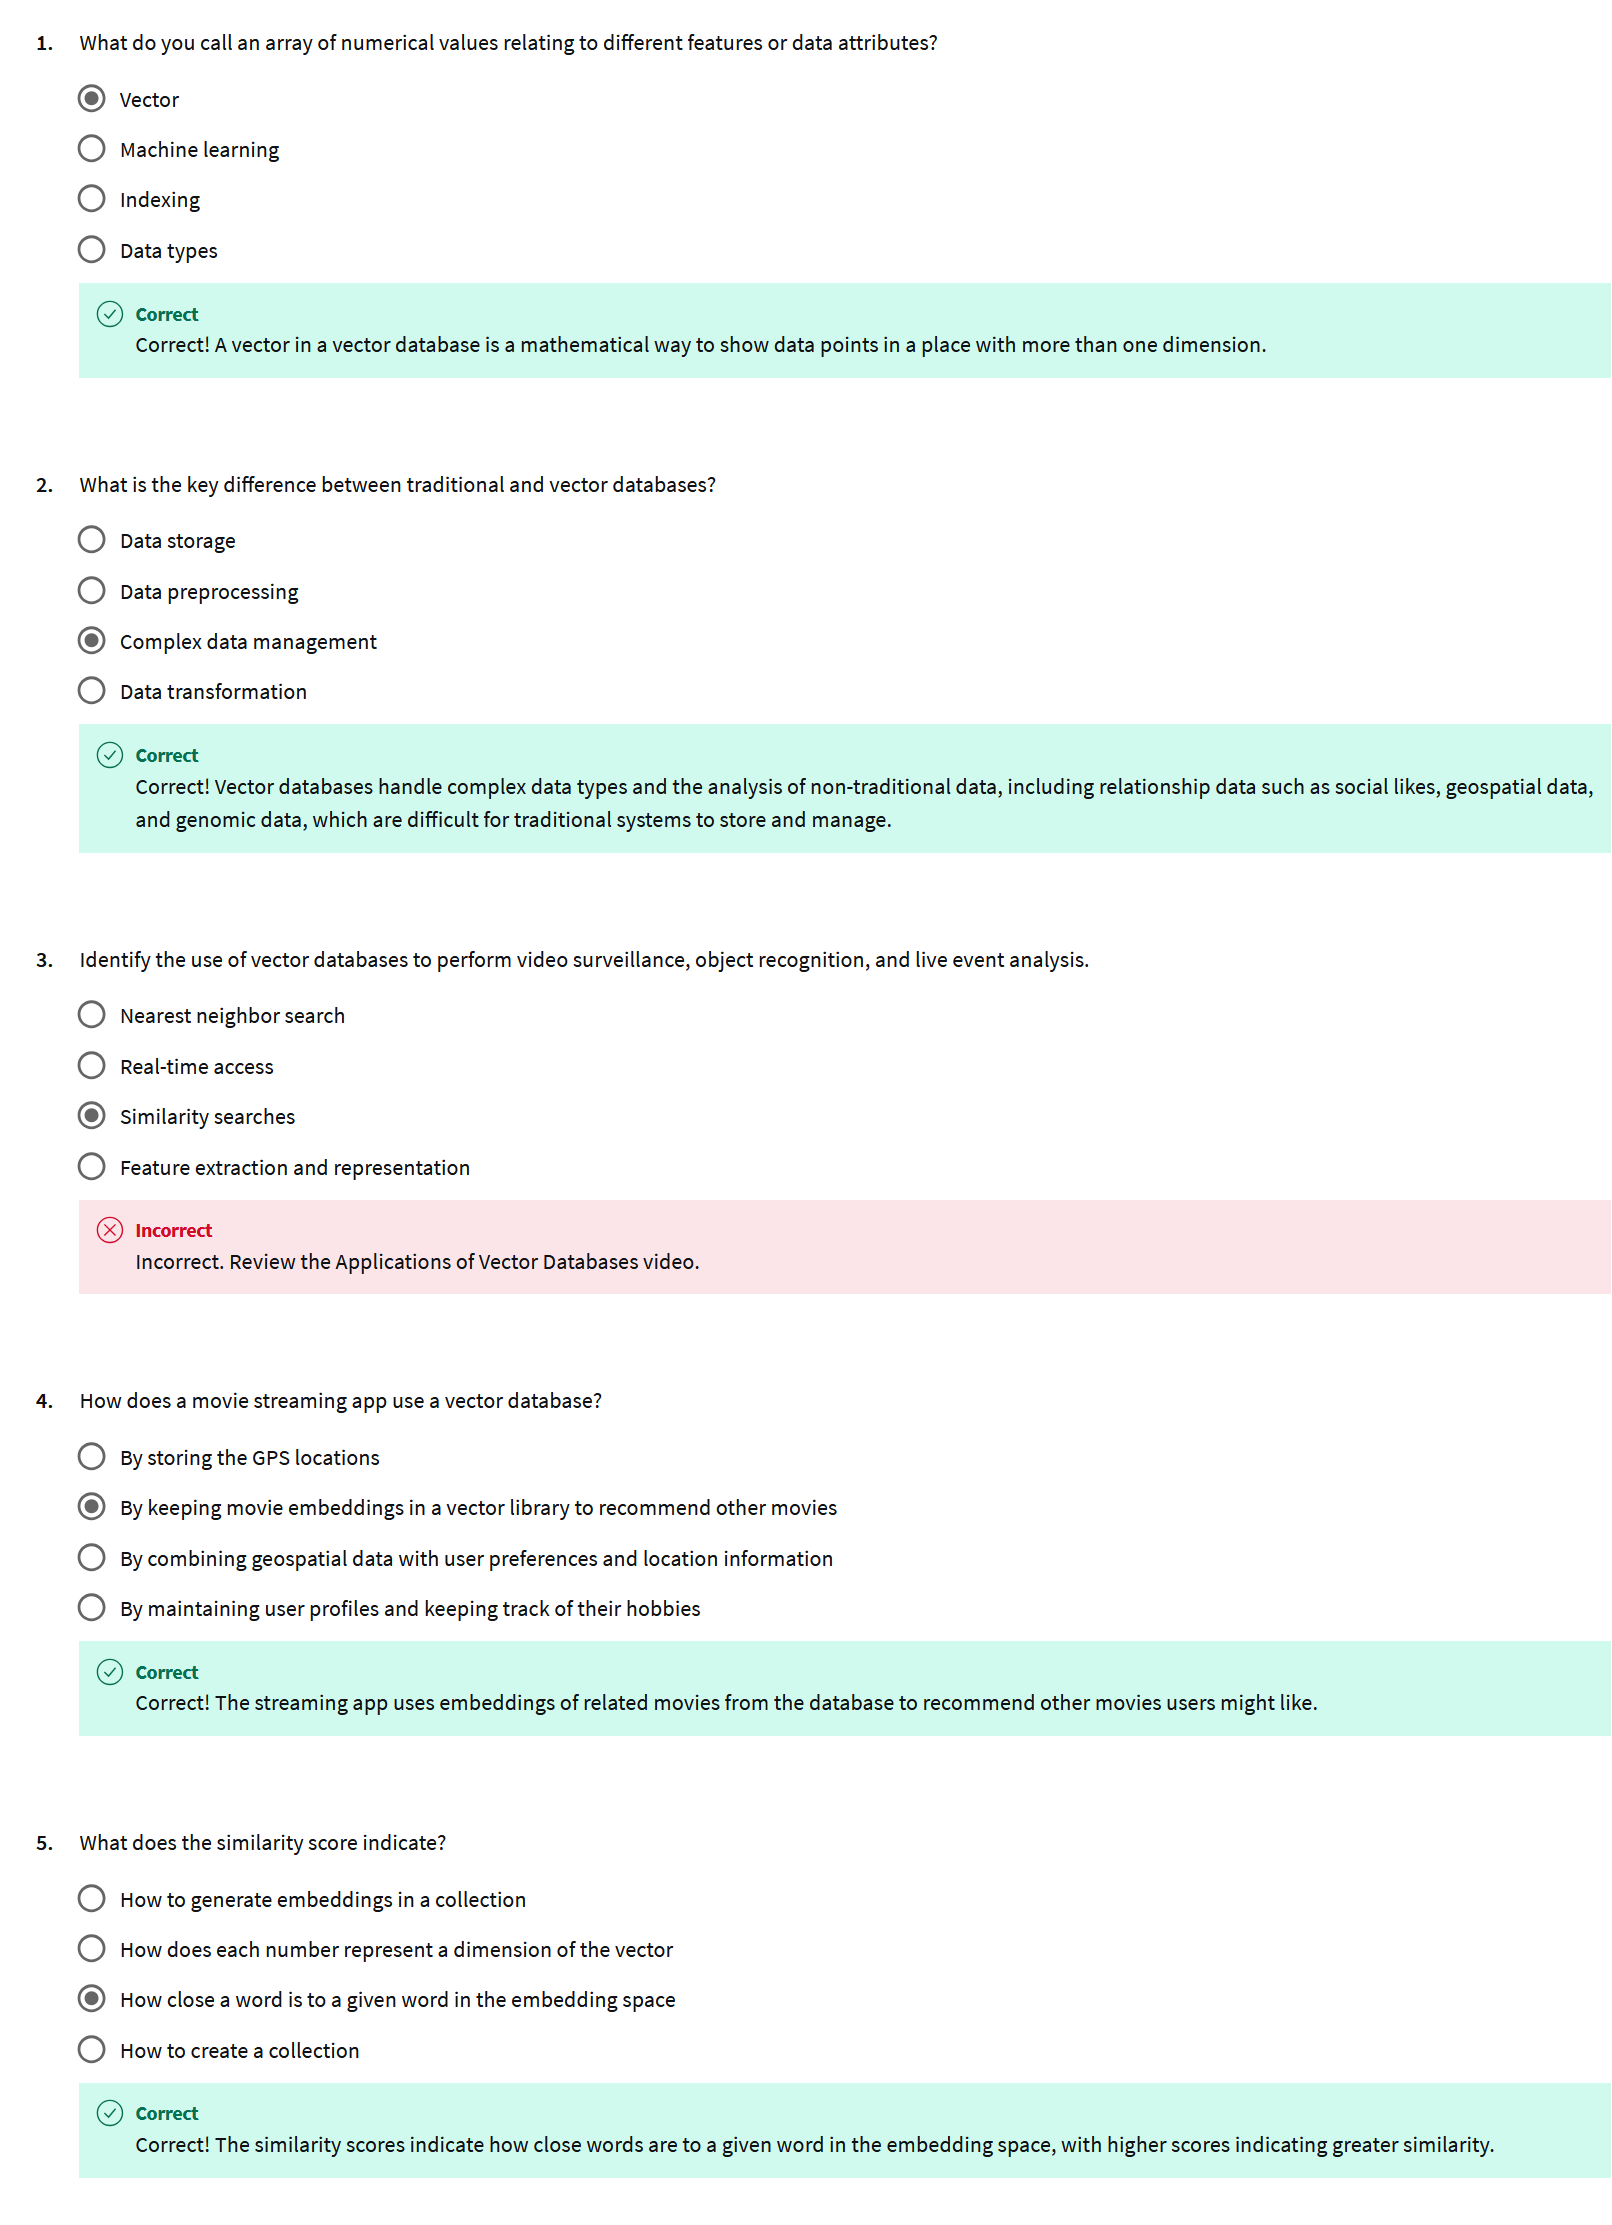 1. What do you call an array of numerical values relating to different features or data attributes?
Vector
Machine learning
Indexing
Data types
Correct
Correct! A vector in a vector database is a mathematical way to show data points in a place with more than one dimension.
2. What is the key difference between traditional and vector databases?
Data storage
Data preprocessing
Complex data management
Data transformation
Correct
Correct! Vector databases handle complex data types and the analysis of non-traditional data, including relationship data such as social likes, geospatial data,
and genomic data, which are difficult for traditional systems to store and manage.
3. Identify the use of vector databases to perform video surveillance, object recognition, and live event analysis.
Nearest neighbor search
Real-time access
Similarity searches
Feature extraction and representation
Incorrect
Incorrect. Review the Applications of Vector Databases video.
4. How does a movie streaming app use a vector database?
By storing the GPS locations
By keeping movie embeddings in a vector library to recommend other movies
By combining geospatial data with user preferences and location information
By maintaining user profiles and keeping track of their hobbies
Correct
Correct! The streaming app uses embeddings of related movies from the database to recommend other movies users might like.
5. What does the similarity score indicate?
How to generate embeddings in a collection
How does each number represent a dimension of the vector
How close a word is to a given word in the embedding space
How to create a collection
Correct
Correct! The similarity scores indicate how close words are to a given word in the embedding space, with higher scores indicating greater similarity.